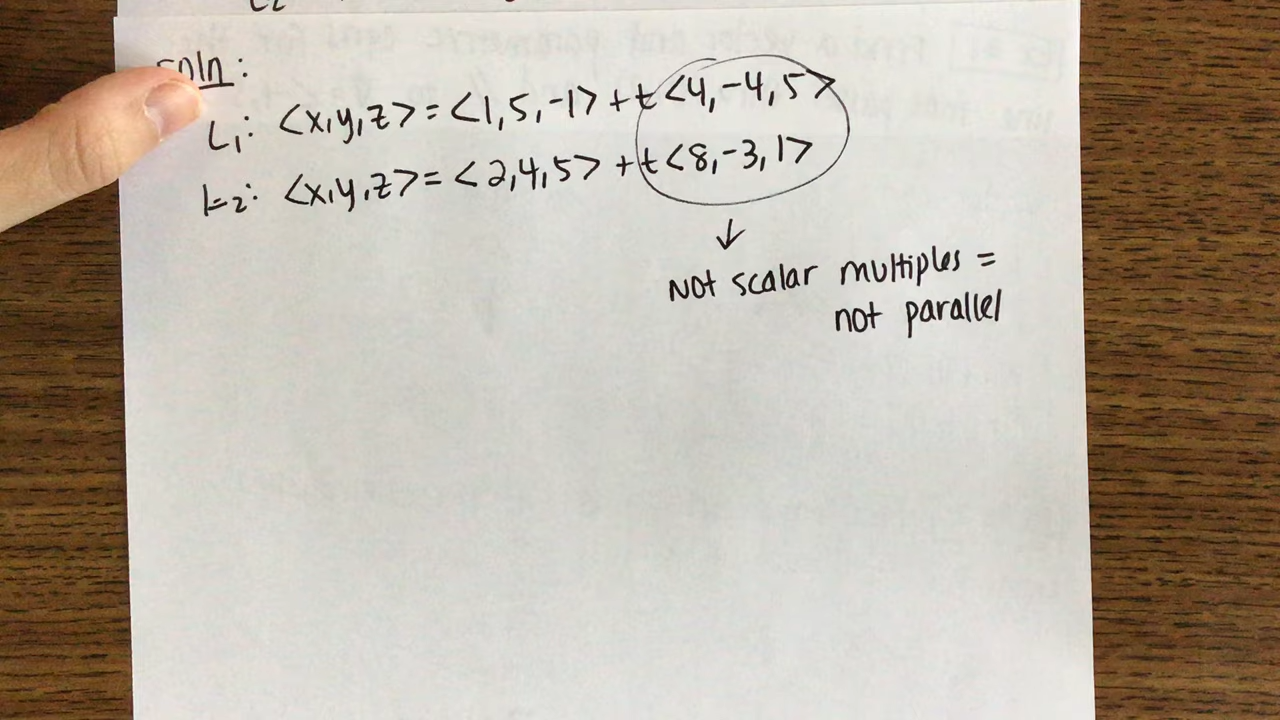 soln:
L₁: <x,y,z> = <1,5,-1> + t<4,-4,5>
L₂: <x,y,z> = <2,4,5> + t<8,-3,1>
↓
Not scalar multiples =
not parallel